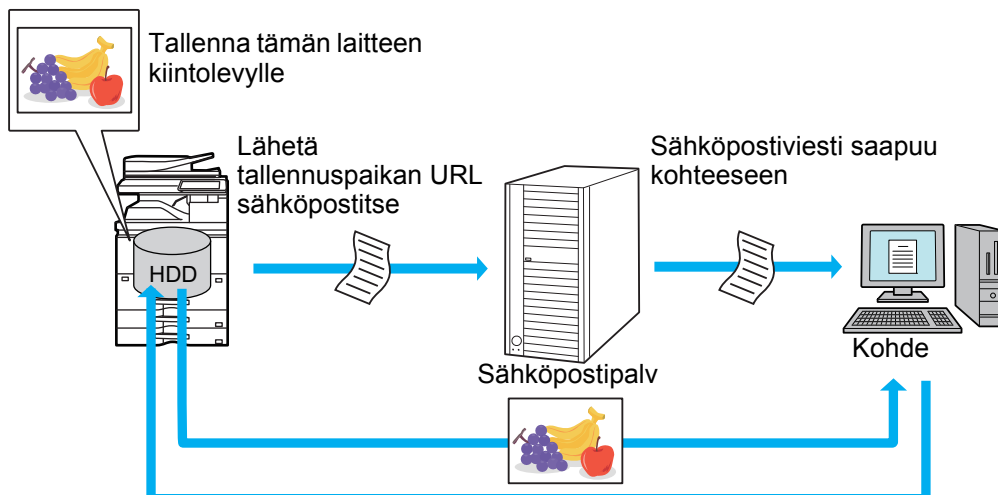 Tallenna tämän laitteen
kiintolevylle
Lähetä
tallennuspaikan URL
sähköpostitse
Sähköpostiviesti saapuu
kohteeseen
HDD
Sähköpostipalv
Kohde